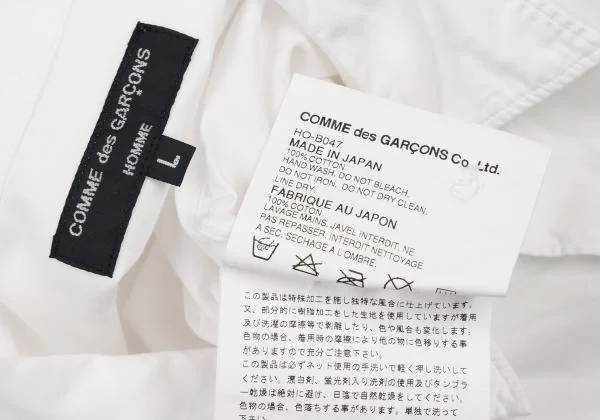 COMME des GARÇONS
HOMME
L
COMME des GARÇONS Co., Ltd.
HO-B047
MADE IN JAPAN
100% COTTON
HAND WASH. DO NOT BLEACH.
DO NOT IRON. DO NOT DRY CLEAN.
LINE DRY.
FABRIQUE AU JAPON
100% COTON
LAVAGE MAINS. JAVEL INTERDIT. NE
PAS REPASSER. INTERDIT NETTOYAGE
A SEC. SECHAGE A L'OMBRE.
この製品は特殊加工を施し独特な風合に仕上げています。
又、部分的に樹脂加工をした生地を使用していますが着用
及び洗濯の摩擦等で剥離したり、色や風合も変化します。
色物の場合、着用時の摩擦により他の物に色移りする事
がありますので充分ご注意下さい。
この製品は必ずネット使用の手洗いで軽く押し洗いして
ください。漂白剤、蛍光剤入り洗剤の使用及びタンブラ
ー乾燥は絶対に避け、日陰で自然乾燥をしてください。
色物の場合、色落ちする事があります。単独で洗って
下さい。